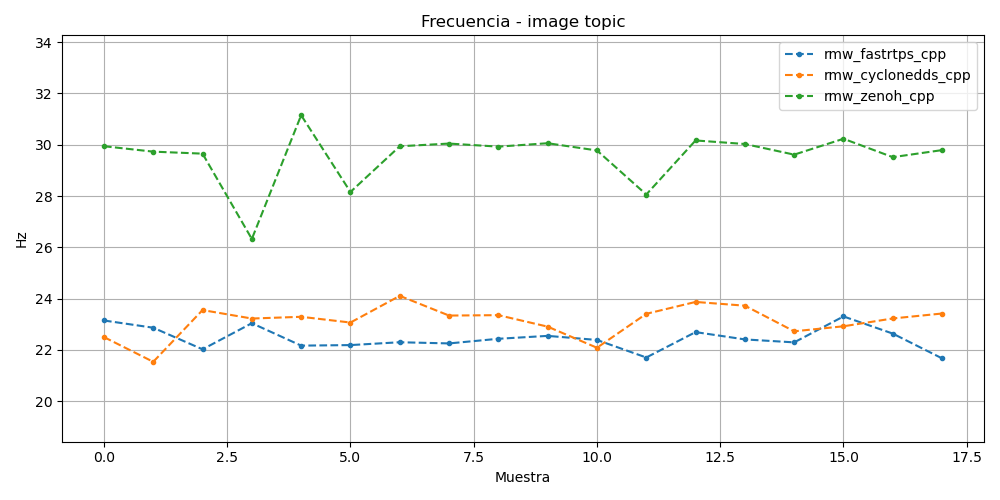 Frecuencia - image topic
34
32
30
28
26
24
22
20
Hz
rmw_fastrtps_cpp
rmw_cyclonedds_cpp
rmw_zenoh_cpp
0.0 2.5 5.0 7.5 10.0 12.5 15.0 17.5
Muestra